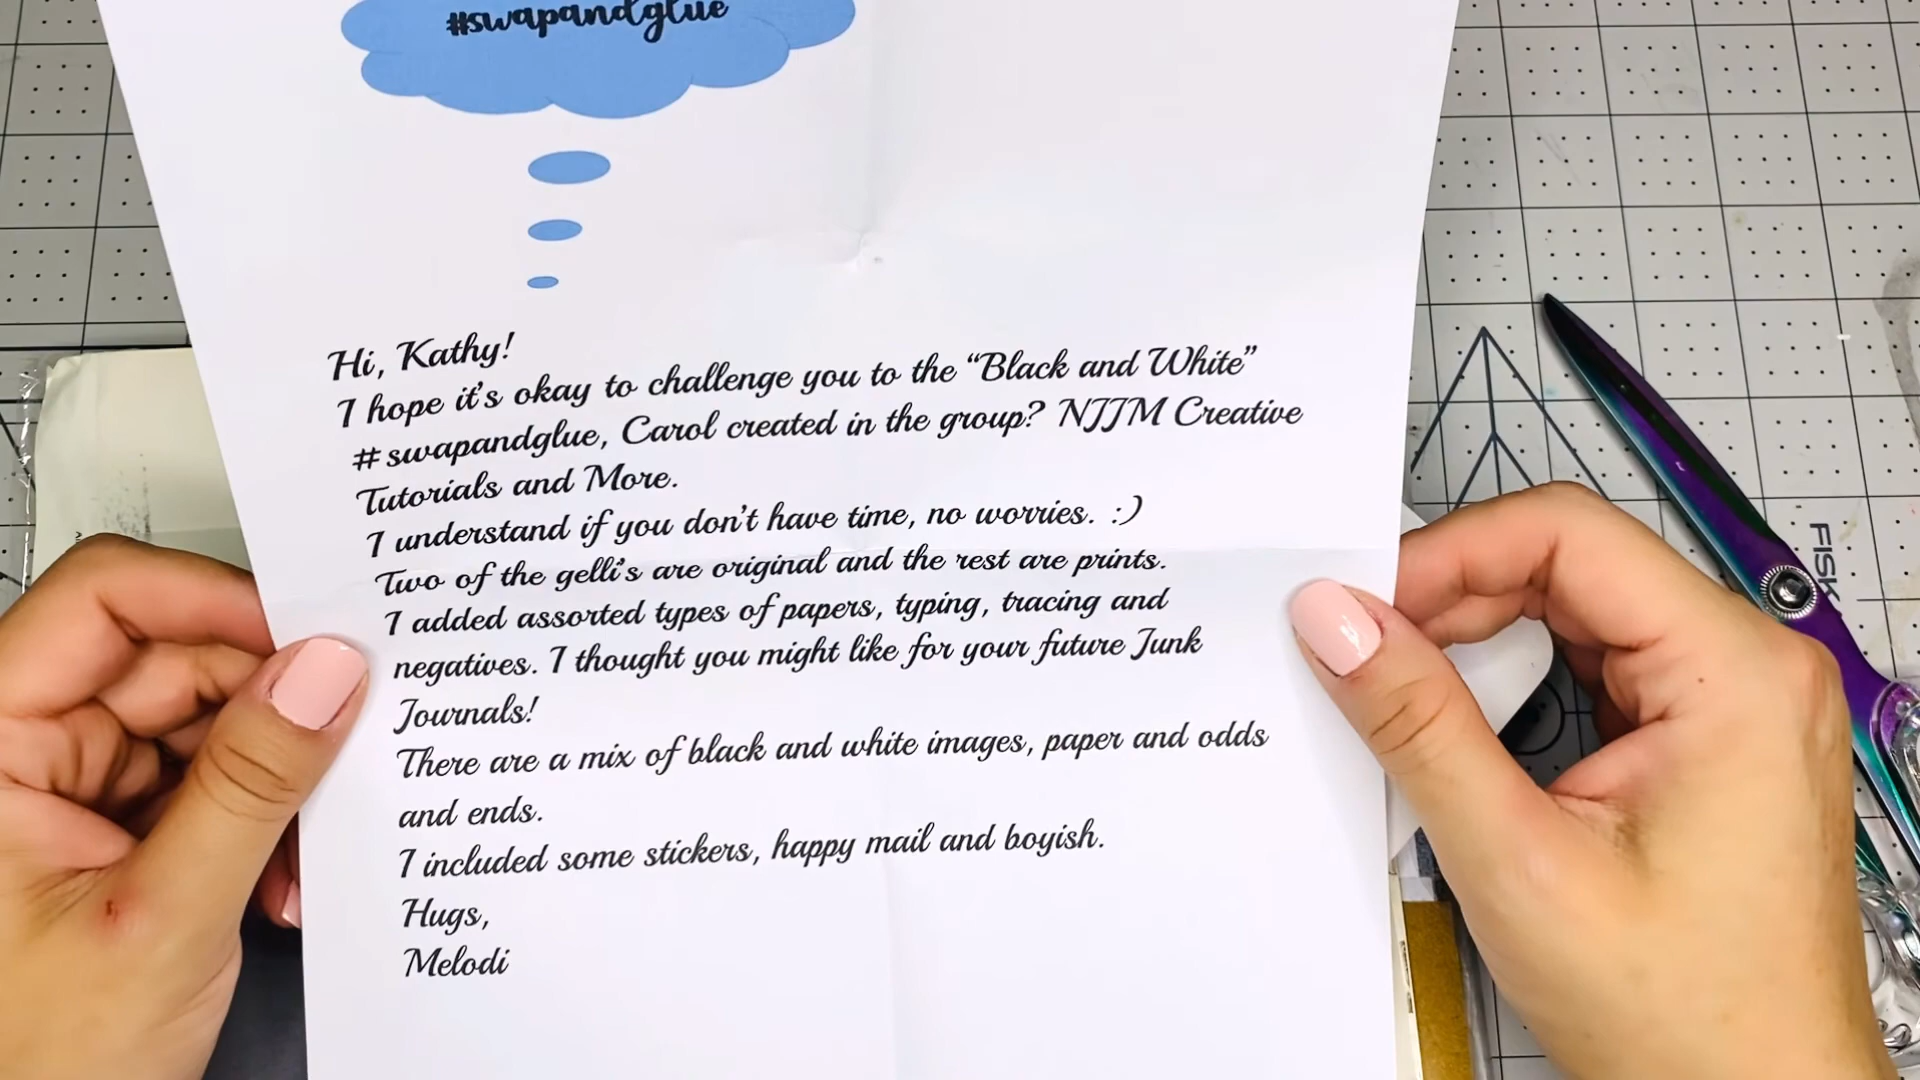 #swapandglue
Hi, Kathy!
I hope it's okay to challenge you to the “Black and White”
#swapandglue, Carol created in the group? NJJM Creative
Tutorials and More.
I understand if you don't have time, no worries. :)
Two of the gelli's are original and the rest are prints.
I added assorted types of papers, typing, tracing and
negatives. I thought you might like for your future Junk
Journals!
There are a mix of black and white images, paper and odds
and ends.
I included some stickers, happy mail and boyish.
Hugs,
Melodi
FISK